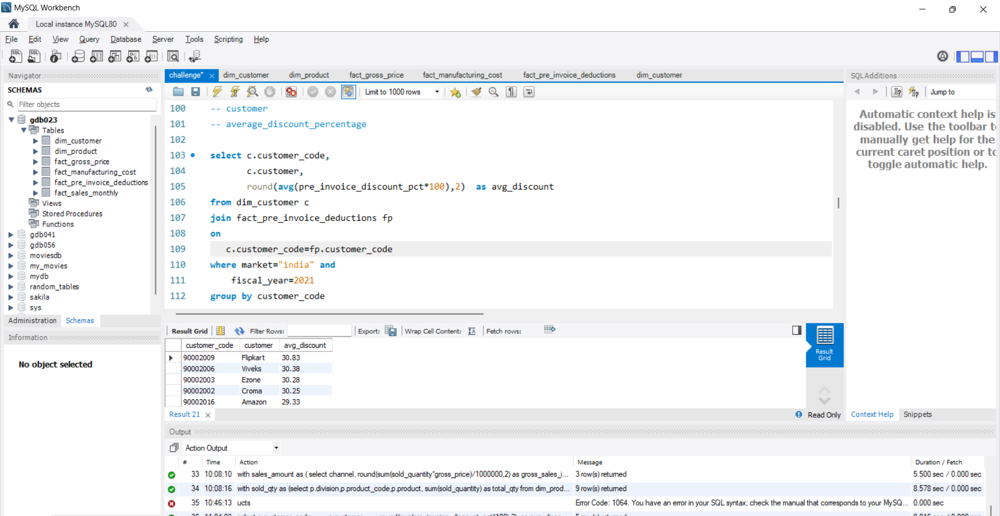 MySQL Workbench
Local instance MySQL80
File Edit View Query Database Server Tools Scripting Help
Navigator
SCHEMAS
Filter objects
gdb023
Tables
dim_customer
dim_product
fact_gross_price
fact_manufacturing_cost
fact_pre_invoice_deductions
fact_sales_monthly
Views
Stored Procedures
Functions
gdb041
gdb056
moviesdb
my_movies
mydb
random_tables
sakila
sys
Administration Schemas
Information
No object selected
challenge* dim_customer dim_product fact_gross_price fact_manufacturing_cost fact_pre_invoice_deductions dim_customer
Limit to 1000 rows
100 -- customer
101 -- average_discount_percentage
102
103 select c.customer_code,
104 c.customer,
105 round(avg(pre_invoice_discount_pct*100),2) as avg_discount
106 from dim_customer c
107 join fact_pre_invoice_deductions fp
108 on
109 c.customer_code=fp.customer_code
110 where market="india" and
111 fiscal_year=2021
112 group by customer_code
Result Grid Filter Rows: Export: Wrap Cell Content: Fetch rows:
customer_code customer avg_discount
90002009 Flipkart 30.83
90002006 Viveks 30.38
90002003 Ezone 30.28
90002002 Croma 30.25
90002016 Amazon 29.33
Result Grid
Result 21
Read Only
SQLAdditions
Jump to
Automatic context help is
disabled. Use the toolbar t
manually get help for the
current caret position or to
toggle automatic help.
Context Help Snippets
Output
Action Output
# Time Action Message Duration / Fetch
33 10:08:10 with sales_amount as ( select channel, round(sum(sold_quantity*gross_price)/1000000,2) as gross_sales_i... 3 row(s) returned 5.500 sec / 0.000 sec
34 10:08:16 with sold_qty as (select p.division,p.product_code,p.product, sum(sold_quantity) as total_qty from dim_prod... 9 row(s) returned 8.578 sec / 0.000 sec
35 10:46:13 ucts Error Code: 1064. You have an error in your SQL syntax; check the manual that corresponds to your MySQ... 0.000 sec